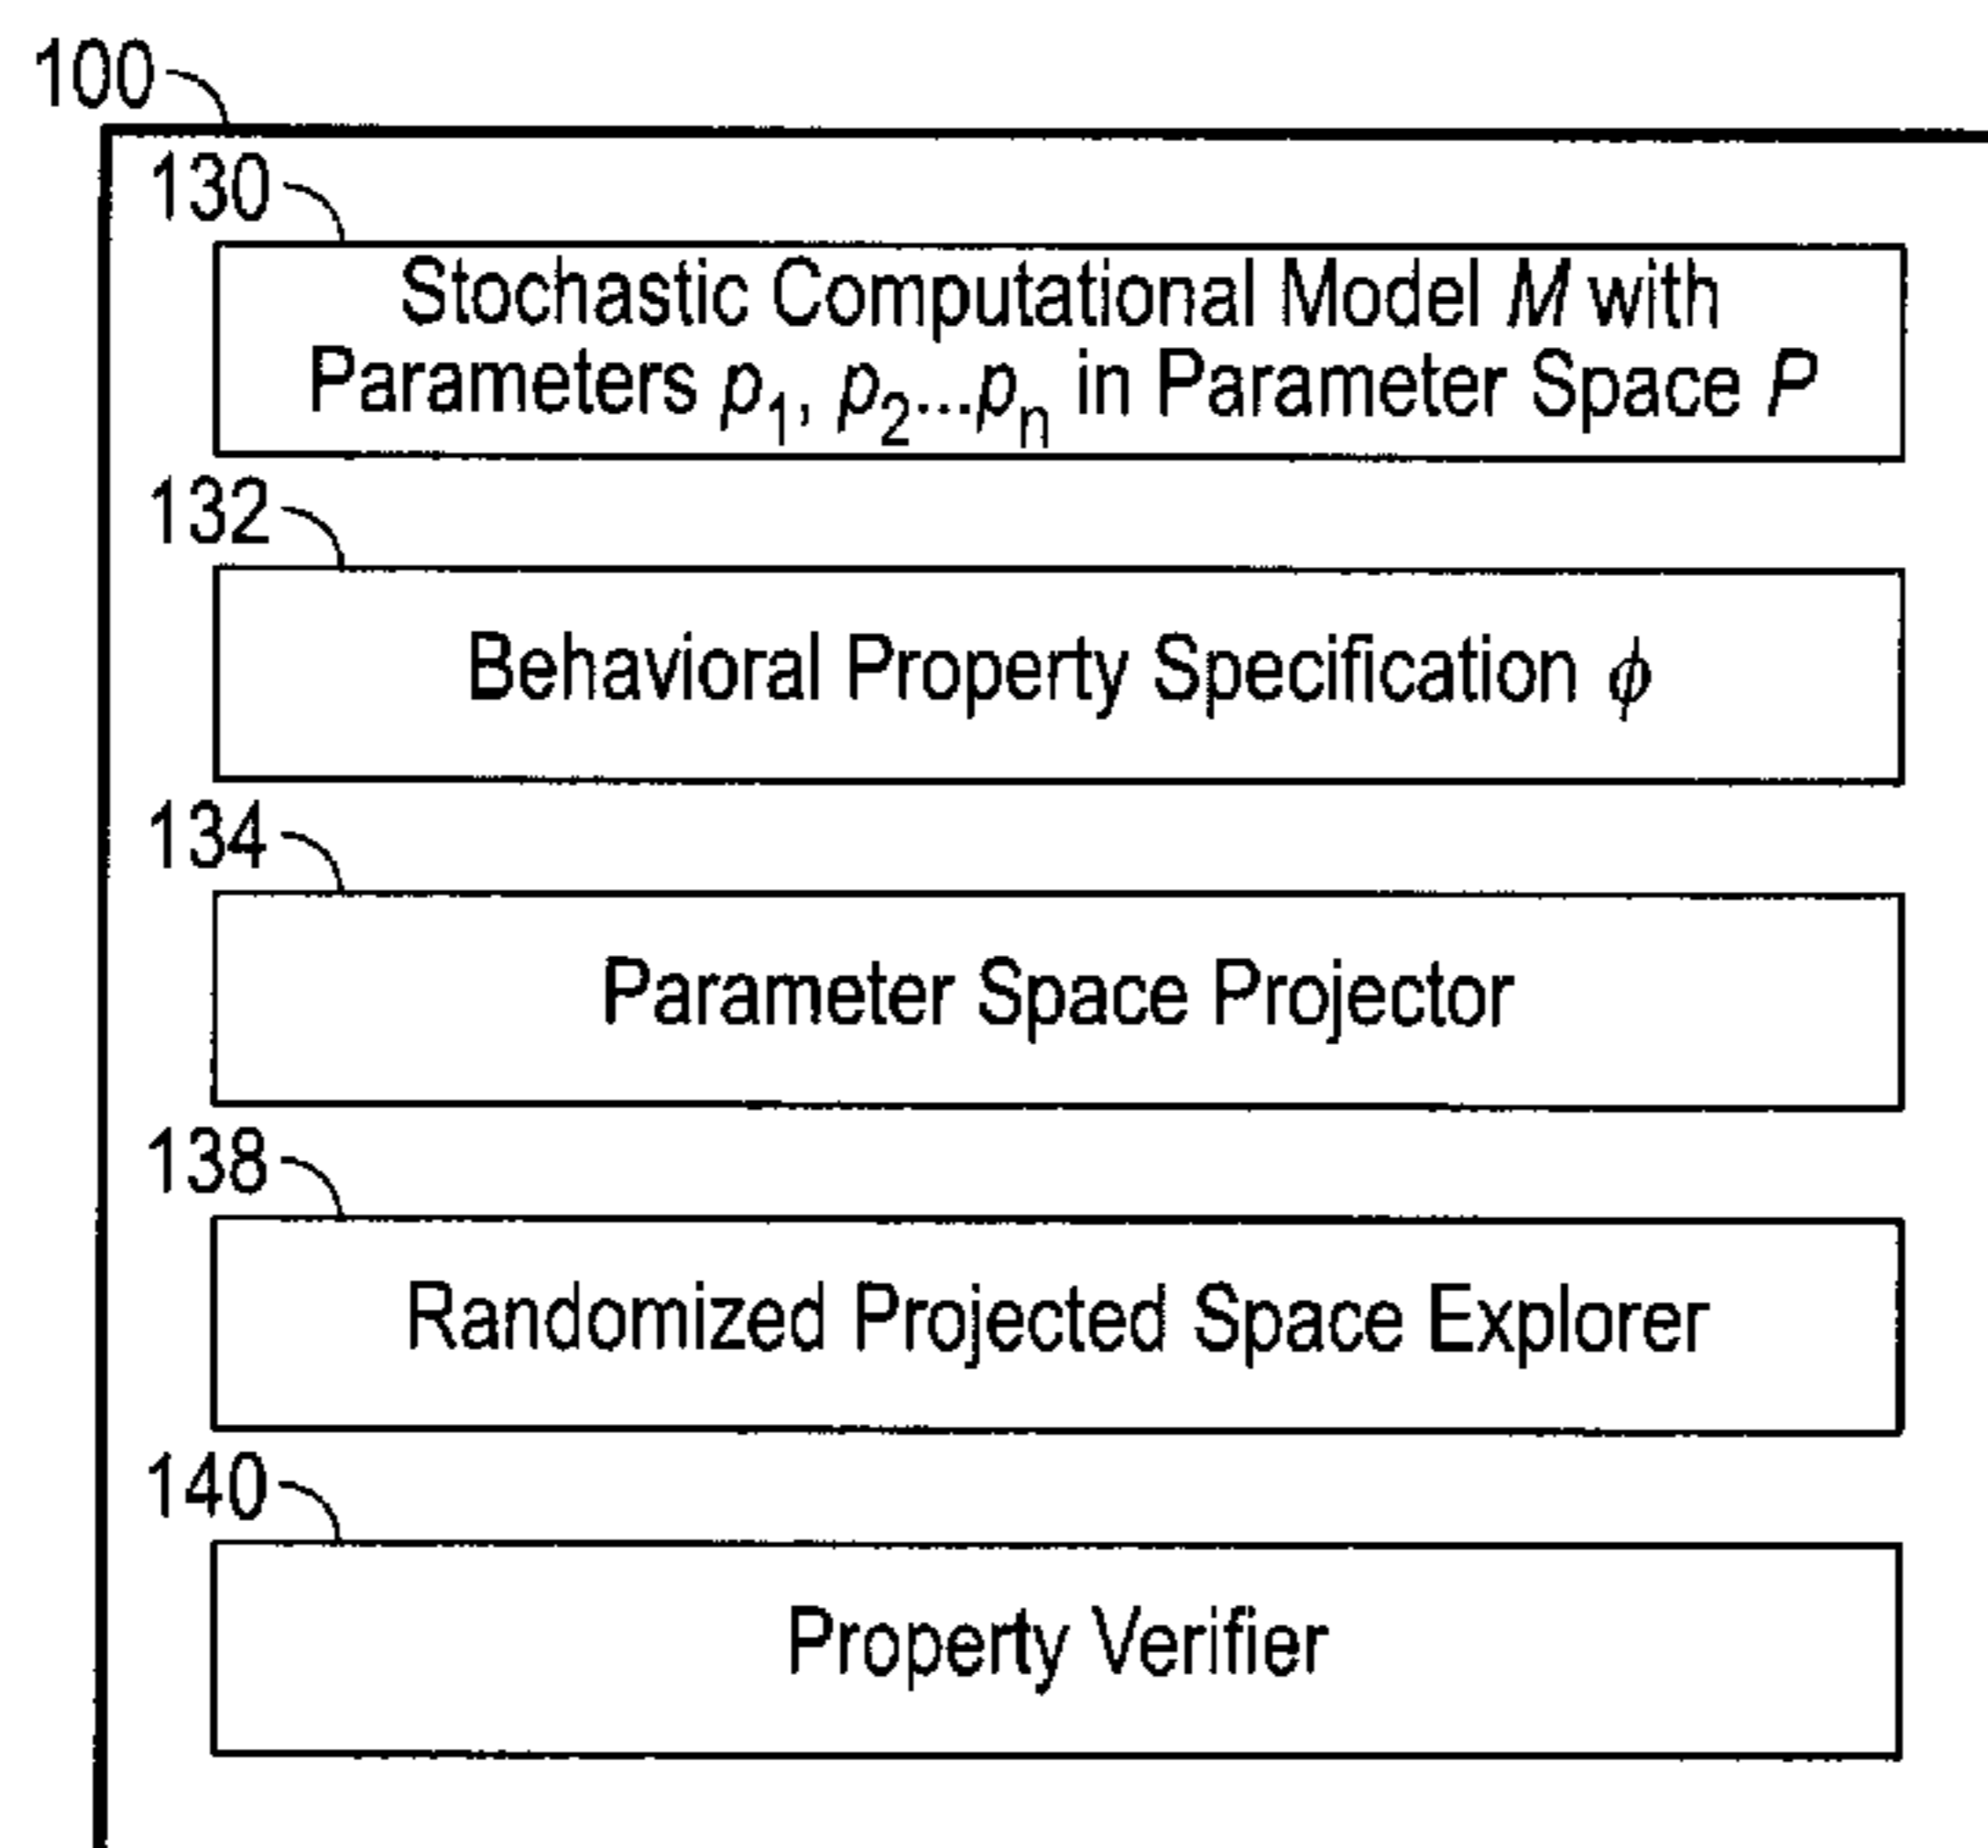 100
130
Stochastic Computational Model M with
Parameters p₁, p₂...pₙ in Parameter Space P
132
Behavioral Property Specification ϕ
134
Parameter Space Projector
138
Randomized Projected Space Explorer
140
Property Verifier